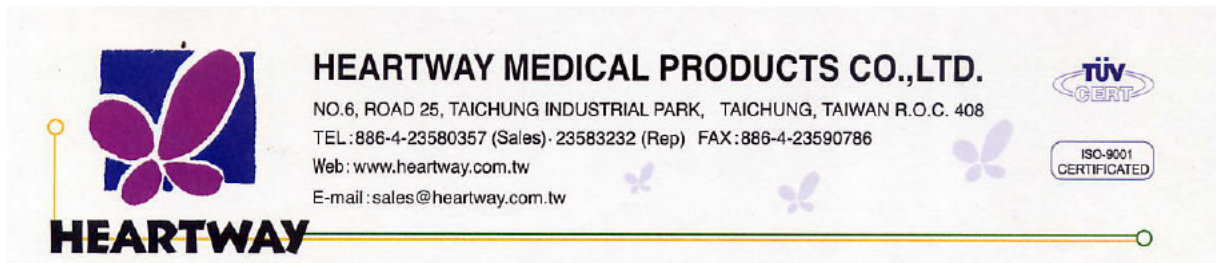 HEARTWAY MEDICAL PRODUCTS CO.,LTD.
NO.6, ROAD 25, TAICHUNG INDUSTRIAL PARK, TAICHUNG, TAIWAN R.O.C. 408
TEL:886-4-23580357 (Sales)·23583232 (Rep) FAX:886-4-23590786
Web: www.heartway.com.tw
E-mail:sales@heartway.com.tw
HEARTWAY
TÜV
CERT
ISO-9001
CERTIFICATED